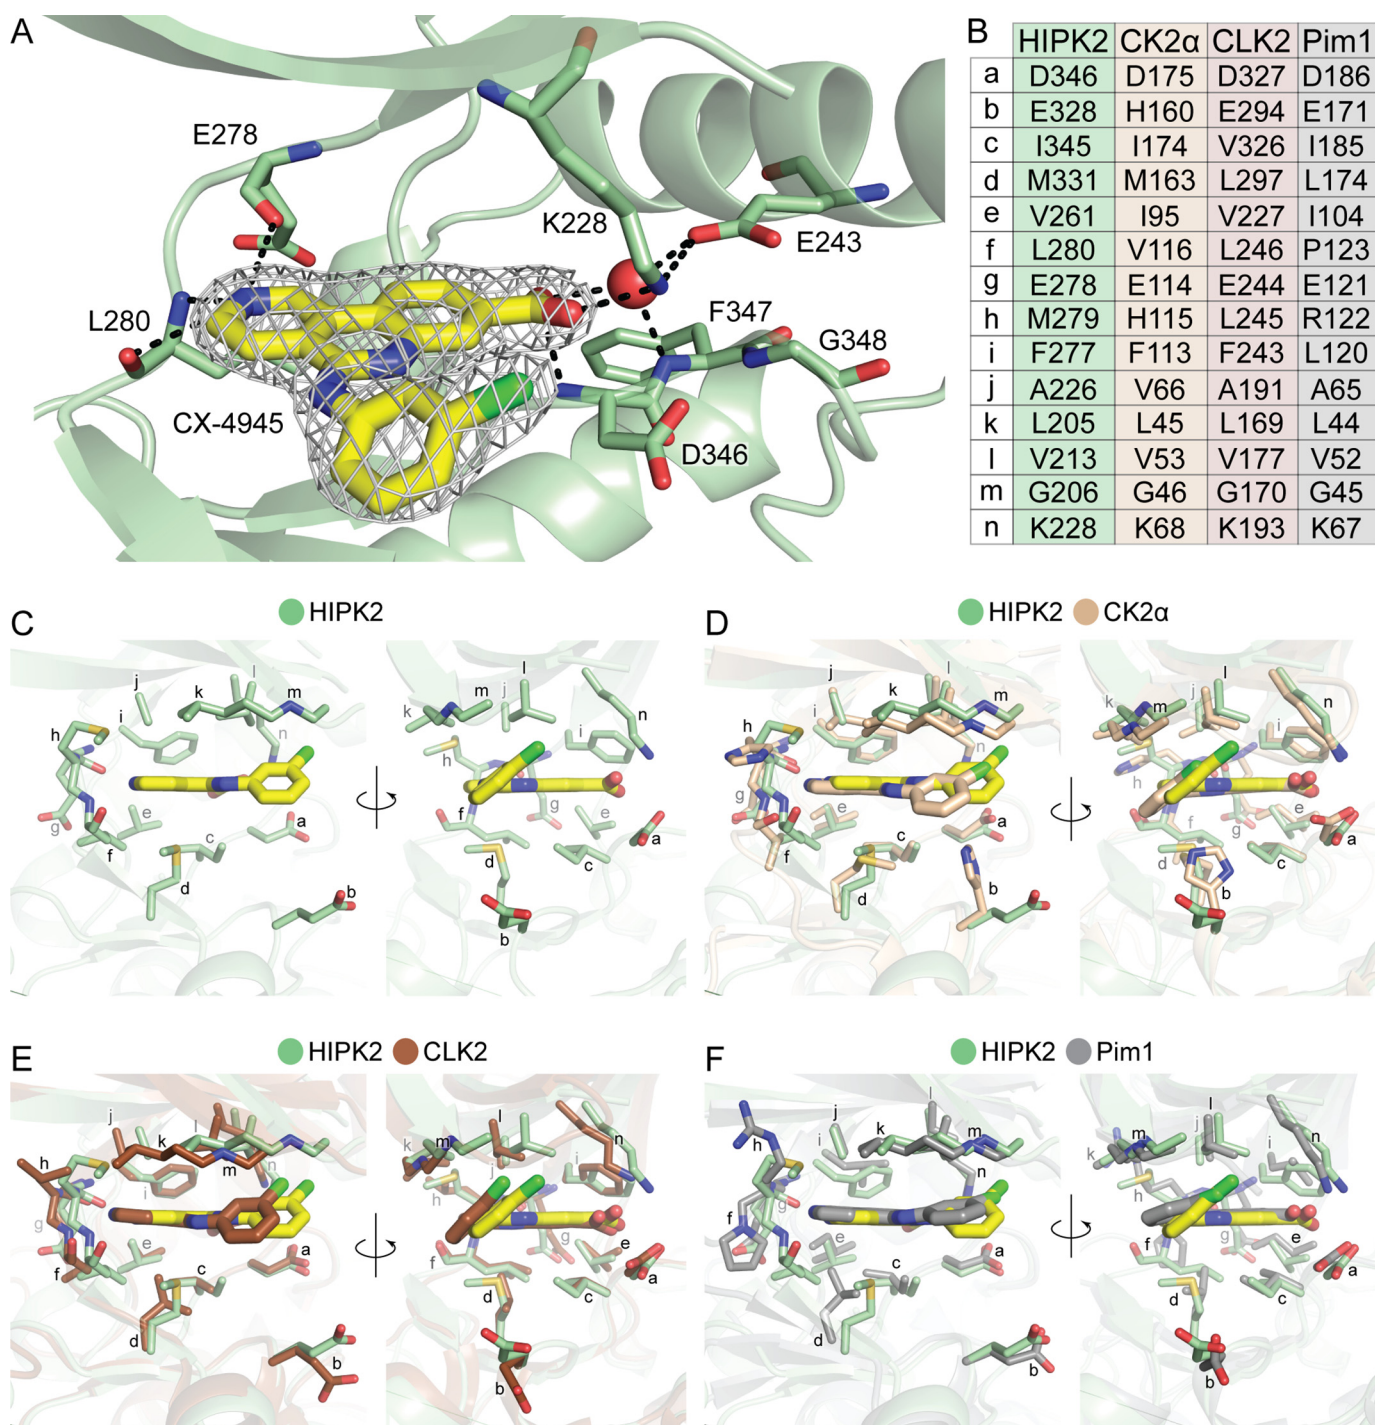 A
E278
K228
E243
L280
F347
G348
CX-4945
D346
B
HIPK2 CK2α CLK2 Pim1
a D346 D175 D327 D186
b E328 H160 E294 E171
c I345 I174 V326 I185
d M331 M163 L297 L174
e V261 I95 V227 I104
f L280 V116 L246 P123
g E278 E114 E244 E121
h M279 H115 L245 R122
i F277 F113 F243 L120
j A226 V66 A191 A65
k L205 L45 L169 L44
l V213 V53 V177 V52
m G206 G46 G170 G45
n K228 K68 K193 K67
C
HIPK2
j k l m
i
h n
g
f
e
c
a
d
b
l
k m j
n
i
h
f g e
a
d c
b
D
HIPK2 CK2α
j k l m
i
h n
g
e
f
c
a
d
b
l
k j
m n
i
h
e
f g a
d c
b
E
HIPK2 CLK2
j l
k
h m
n
i
g
e
f
c
a
d
b
l
k m
n
j i
h
g e
f a
d c
b
F
HIPK2 Pim1
l
j k m
i
h n
g
f
e
c
a
d
b
l
m j
k i n
h
g e
f a
d c
b